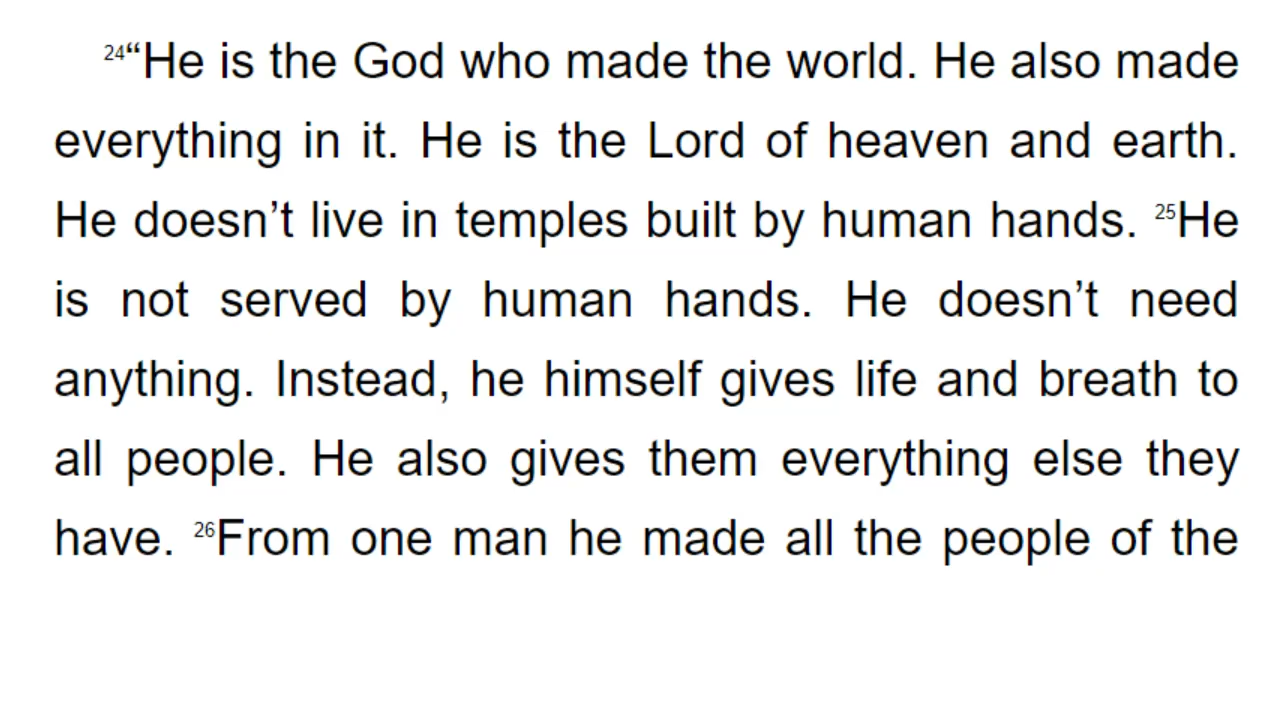 24“He is the God who made the world. He also made
everything in it. He is the Lord of heaven and earth.
He doesn’t live in temples built by human hands. 25He
is not served by human hands. He doesn’t need
anything. Instead, he himself gives life and breath to
all people. He also gives them everything else they
have. 26From one man he made all the people of the